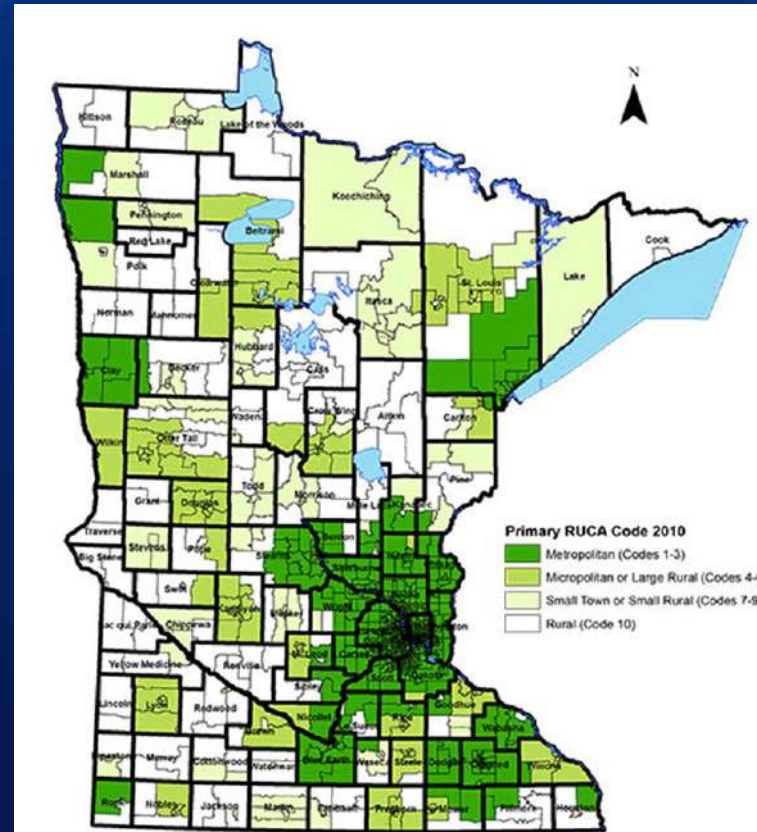 N
Kittson
Roseau
Lake of the Woods
Marshall
Koochiching
Pennington
Beltrami
Red Lake
Polk
Cook
Lake
St. Louis
Itasca
Clearwater
Norman
Mahnomen
Hubbard
Cass
Clay
Becker
Aitkin
Wadena
Crow Wing
Carlton
Wilkin
Otter Tail
Todd
Pine
Morrison
Mille Lacs
Kanabec
Grant
Douglas
Primary RUCA Code 2010
Metropolitan (Codes 1-3)
Micropolitan or Large Rural (Codes 4-
Small Town or Small Rural (Codes 7-9
Rural (Code 10)
Traverse
Benton
Stevens
Pope
Stearns
Big Stone
Sherburne
Swift
Wright
Kandiyohi
Meeker
Lac qui Parle
Chippewa
Carver
McLeod
Scott
Dakota
Yellow Medicine
Renville
Sibley
Goodhue
Lincoln
Lyon
Redwood
Nicollet
Rice
Wabasha
Brown
Murray
Cottonwood
Watonwan
Blue Earth
Waseca
Steele
Dodge
Olmsted
Winona
Rock
Nobles
Jackson
Martin
Faribault
Freeborn
Mower
Fillmore
Houston